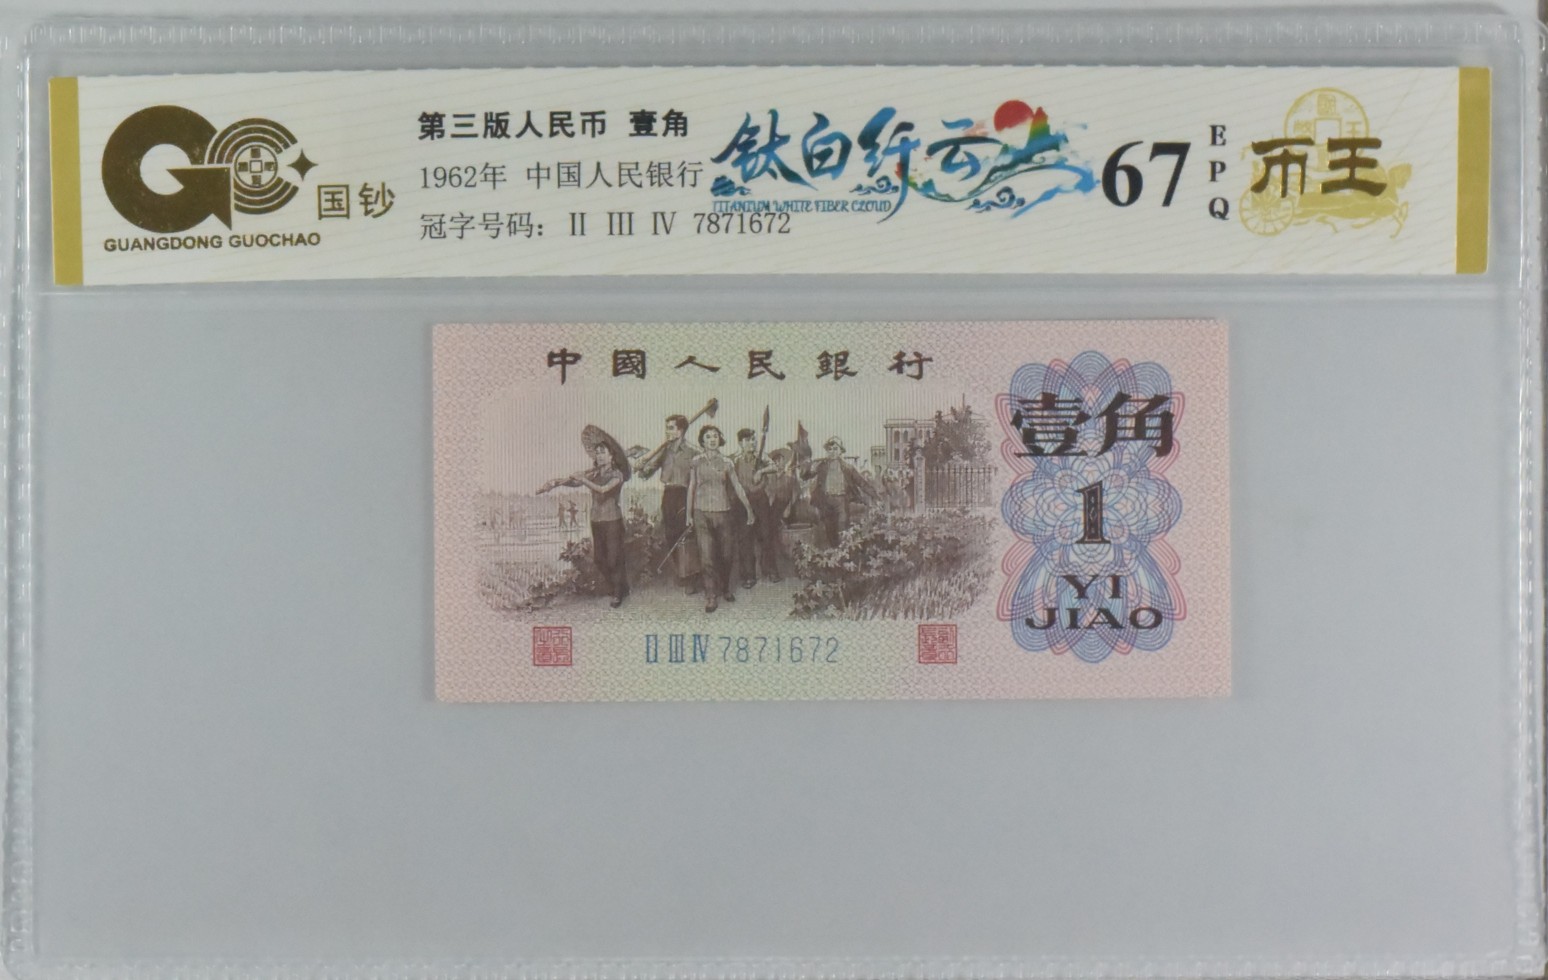 国钞
GUANGDONG GUOCHAO
第三版人民币 壹角
1962年 中国人民银行
冠字号码: Ⅱ Ⅲ Ⅳ 7871672
钛白纤云
TITANIUM WHITE FIBER CLOUD
67
EPQ
币王
中國人民銀行
壹角
1
YI
JIAO
Ⅱ Ⅲ Ⅳ 7871672